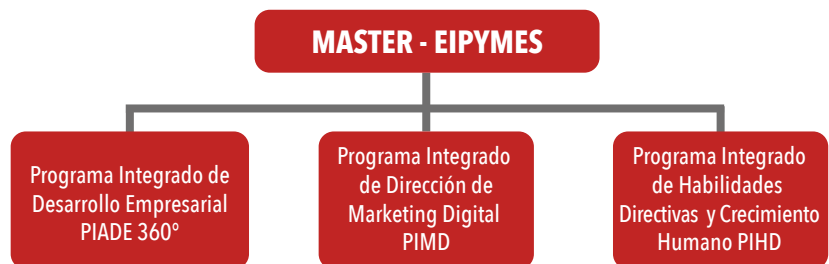 MASTER - EIPYMES
Programa Integrado de
Desarrollo Empresarial
PIADE 360º
Programa Integrado
de Dirección de
Marketing Digital
PIMD
Programa Integrado
de Habilidades
Directivas y Crecimiento
Humano PIHD